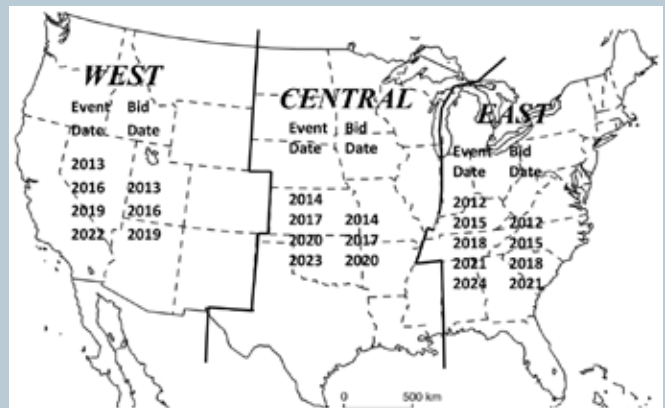 WEST
Event Bid
Date Date
2013
2016 2013
2019 2016
2022 2019
CENTRAL
Event Bid
Date Date
2014
2017 2014
2020 2017
2023 2020
EAST
Event Bid
Date Date
2012
2015 2012
2018 2015
2021 2018
2024 2021
0 500 km